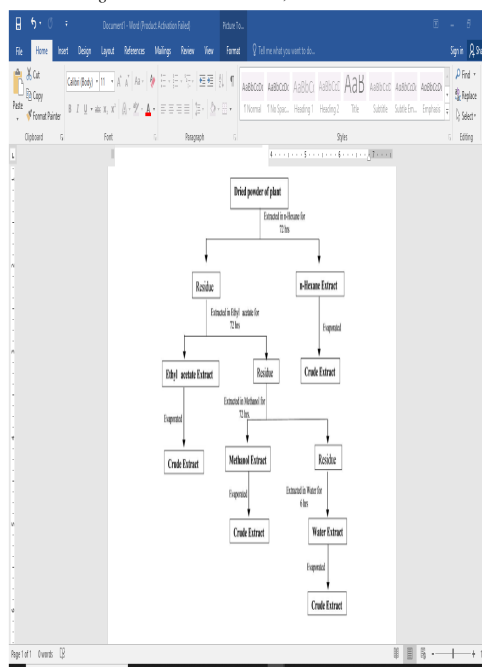 Document1 - Word (Product Activation Failed)
Picture To...
File Home Insert Design Layout References Mailings Review View Format Tell me what you want to do... Sign in
Cut
Copy
Format Painter
Paste
Calibri (Body) 11
Clipboard Font Paragraph Styles Editing
AaBbCcDc AaBbCcDc AaBbCc AaBbCcC AaB AaBbCcD AaBbCcDc AaBbCcDc
¶ Normal ¶ No Spac... Heading 1 Heading 2 Title Subtitle Subtle Em... Emphasis
Find
Replace
Select
Dried powder of plant
Extracted in n-Hexane for
72 hrs
Residue
n-Hexane Extract
Extracted in Ethyl acetate for
72 hrs
Evaporated
Ethyl acetate Extract
Residue
Crude Extract
Extracted in Methanol for
72 hrs.
Evaporated
Crude Extract
Methanol Extract
Residue
Evaporated
Extracted in Water for
6 hrs
Crude Extract
Water Extract
Evaporated
Crude Extract
Page 1 of 1 0 words